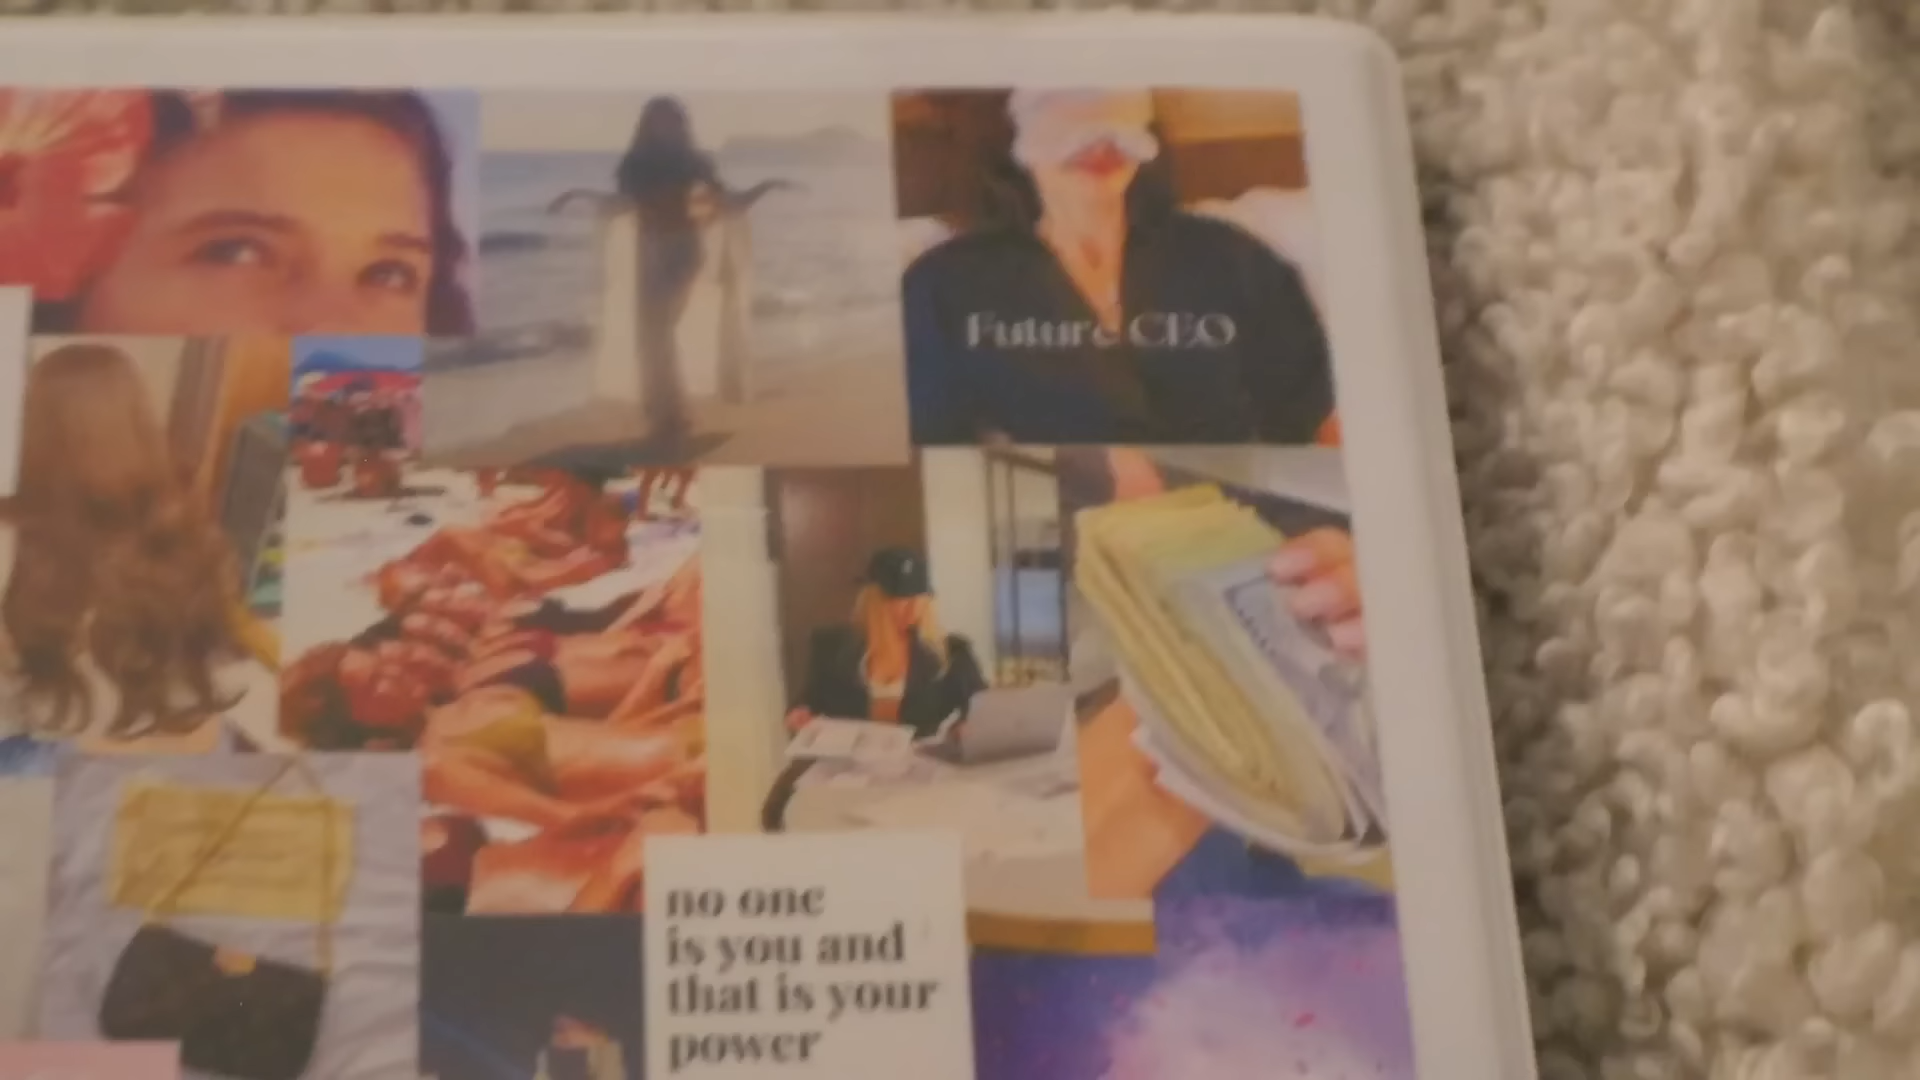 Future CEO
no one
is you and
that is your
power